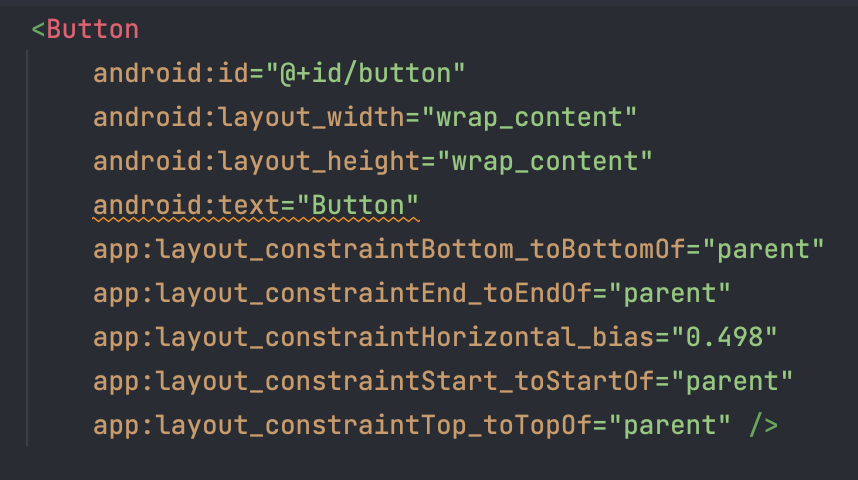 <Button
android:id="@+id/button"
android:layout_width="wrap_content"
android:layout_height="wrap_content"
android:text="Button"
app:layout_constraintBottom_toBottomOf="parent"
app:layout_constraintEnd_toEndOf="parent"
app:layout_constraintHorizontal_bias="0.498"
app:layout_constraintStart_toStartOf="parent"
app:layout_constraintTop_toTopOf="parent" />